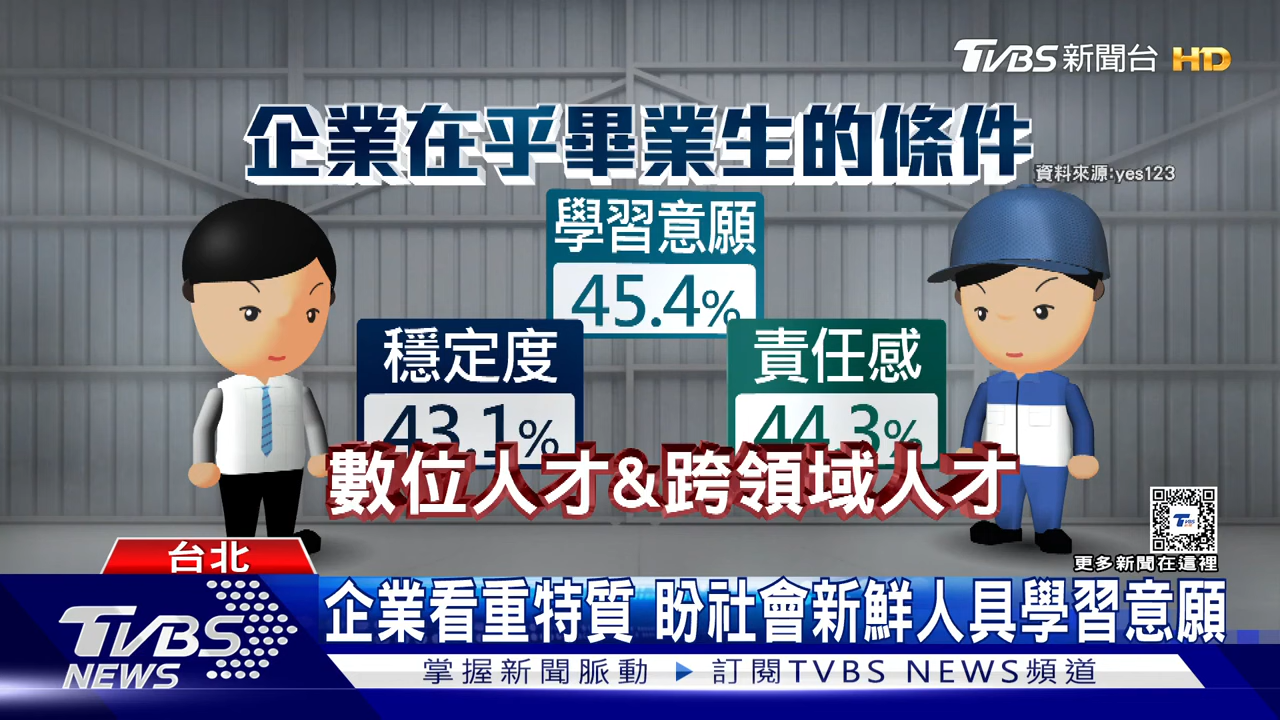 TVBS新聞台 HD
企業在乎畢業生的條件
資料來源:yes123
學習意願
45.4%
穩定度
43.1%
責任感
44.3%
數位人才&跨領域人才
TVBS
更多新聞在這裡
台北
企業看重特質 盼社會新鮮人具學習意願
TVBS NEWS
掌握新聞脈動 ▶ 訂閱TVBS NEWS頻道